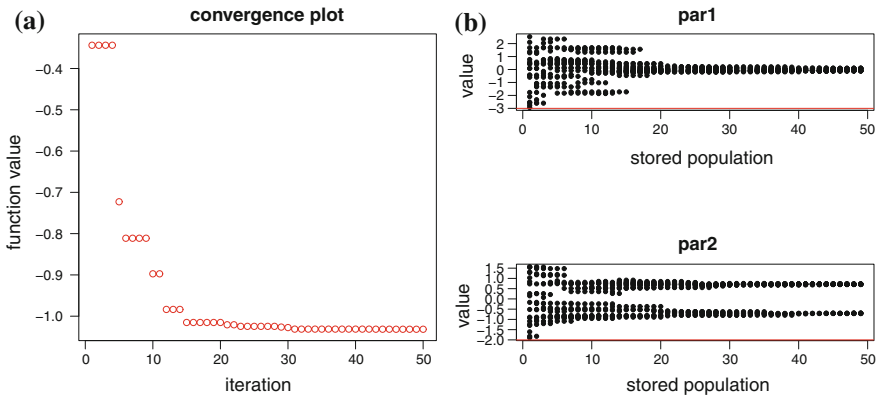 (a)
convergence plot
function value
−0.4
−0.5
−0.6
−0.7
−0.8
−0.9
−1.0
0 10 20 30 40 50
iteration
(b)
par1
value
2
1
0
−1
−2
−3
0 10 20 30 40 50
stored population
par2
value
1.5
1.0
0.5
0.0
−0.5
−1.0
−1.5
−2.0
0 10 20 30 40 50
stored population